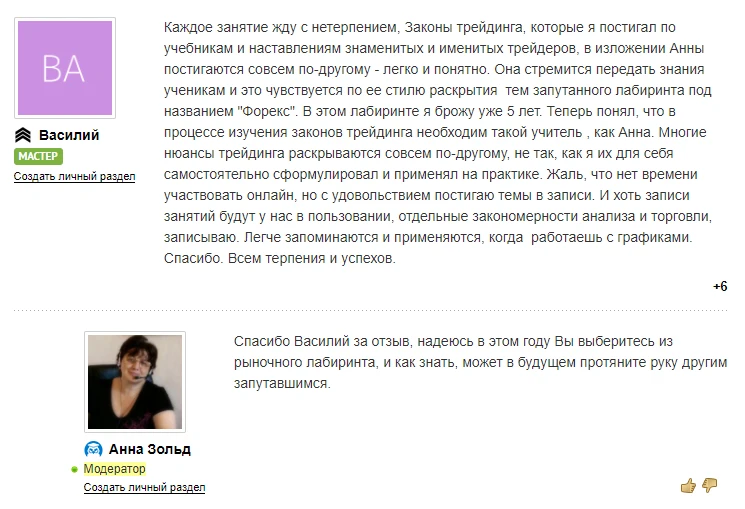 Каждое занятие жду с нетерпением, Законы трейдинга, которые я постигал по
учебникам и наставлениям знаменитых и именитых трейдеров, в изложении Анны
постигаются совсем по-другому - легко и понятно. Она стремится передать знания
ученикам и это чувствуется по ее стилю раскрытия  тем запутанного лабиринта под
названием "Форекс". В этом лабиринте я брожу уже 5 лет. Теперь понял, что в
процессе изучения законов трейдинга необходим такой учитель , как Анна. Многие
нюансы трейдинга раскрываются совсем по-другому, не так, как я их для себя
самостоятельно сформулировал и применял на практике. Жаль, что нет времени
участвовать онлайн, но с удовольствием постигаю темы в записи. И хоть записи
занятий будут у нас в пользовании, отдельные закономерности анализа и торговли,
записываю. Легче запоминаются и применяются, когда  работаешь с графиками.
Спасибо. Всем терпения и успехов.
ВА
Василий
МАСТЕР
Создать личный раздел
+6
Спасибо Василий за отзыв, надеюсь в этом году Вы выберитесь из
рыночного лабиринта, и как знать, может в будущем протяните руку другим
запутавшимся.
Анна Зольд
Модератор
Создать личный раздел